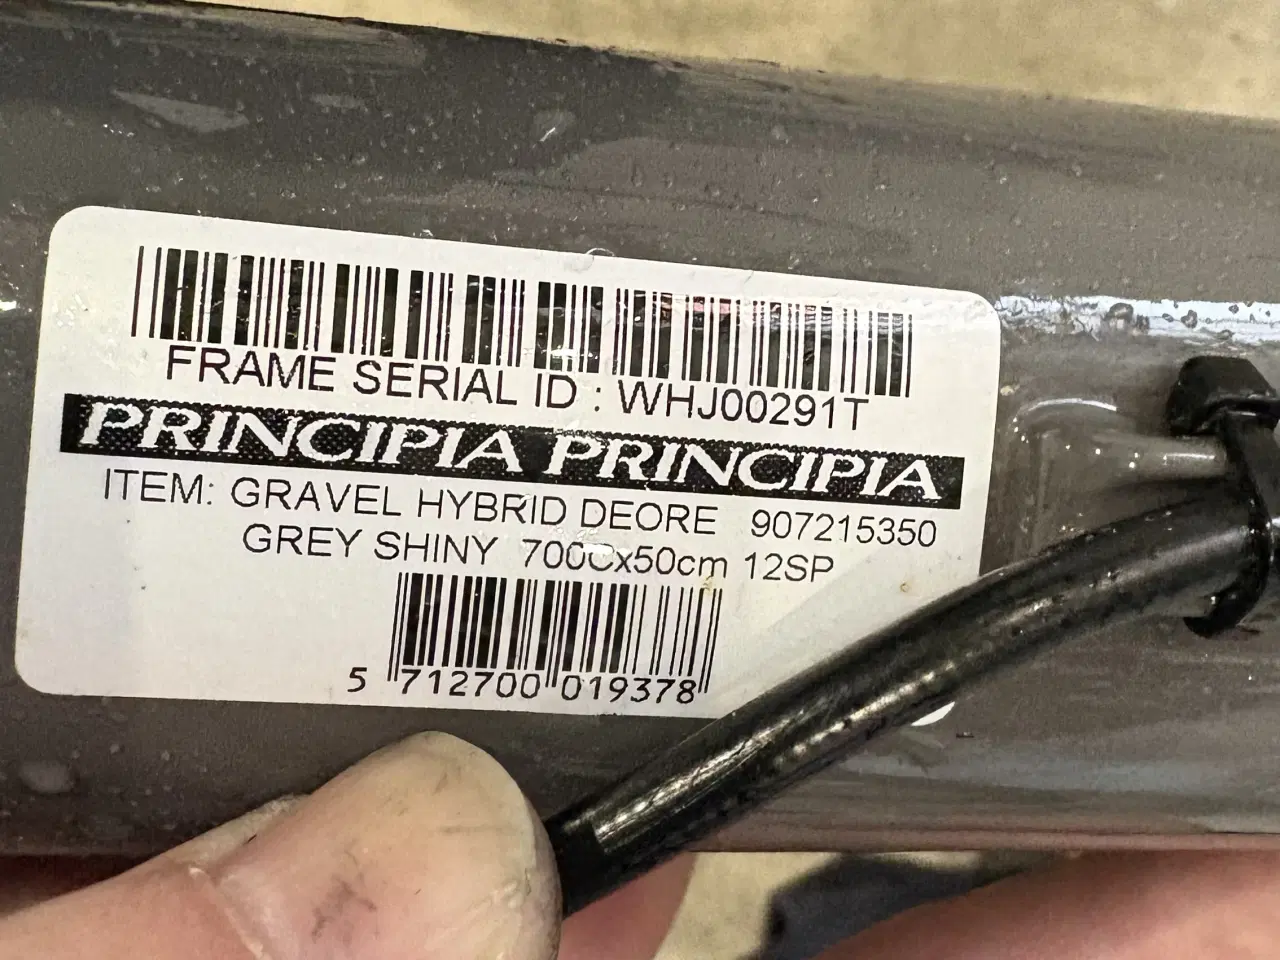 FRAME SERIAL ID : WHJ00291T
PRINCIPIA PRINCIPIA
ITEM: GRAVEL HYBRID DEORE 907215350
GREY SHINY 700Cx50cm 12SP
5 712700 019378